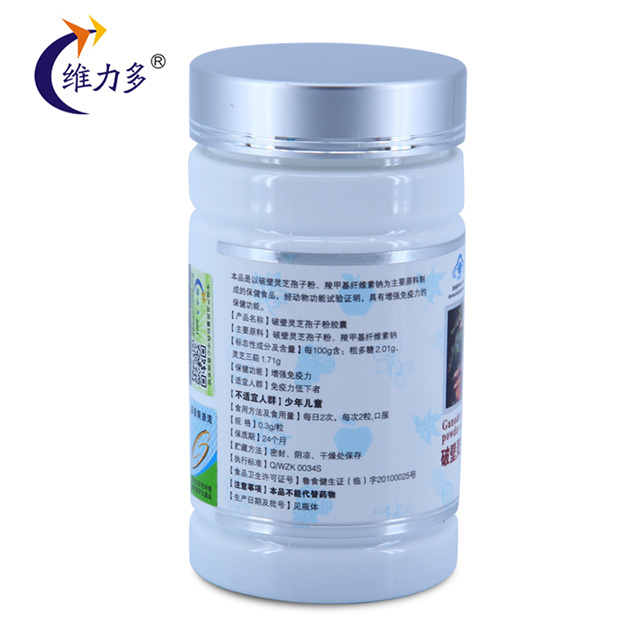 维力多®
本品是以破壁灵芝孢子粉、羧甲基纤维素钠为主要原料制
成的保健食品，经动物功能试验证明，具有增强免疫力的
保健功能。
【产品名称】破壁灵芝孢子粉胶囊
【主要原料】破壁灵芝孢子粉、羧甲基纤维素钠
【标志性成分及含量】每100g含：粗多糖 2.01g、
灵芝三萜 1.71g
【保健功能】增强免疫力
【适宜人群】免疫力低下者
【不适宜人群】少年儿童
【食用方法及食用量】每日2次，每次2粒,口服
【规 格】0.3g/粒
【保质期】24个月
【贮藏方法】密封、阴凉、干燥处保存
【执行标准】Q/WZK 0034S
【食品卫生许可证号】鲁食健生证（临）字20100025号
【注意事项】本品不能代替药物
【生产日期及批号】见瓶体
Ganod
powder
破壁灵